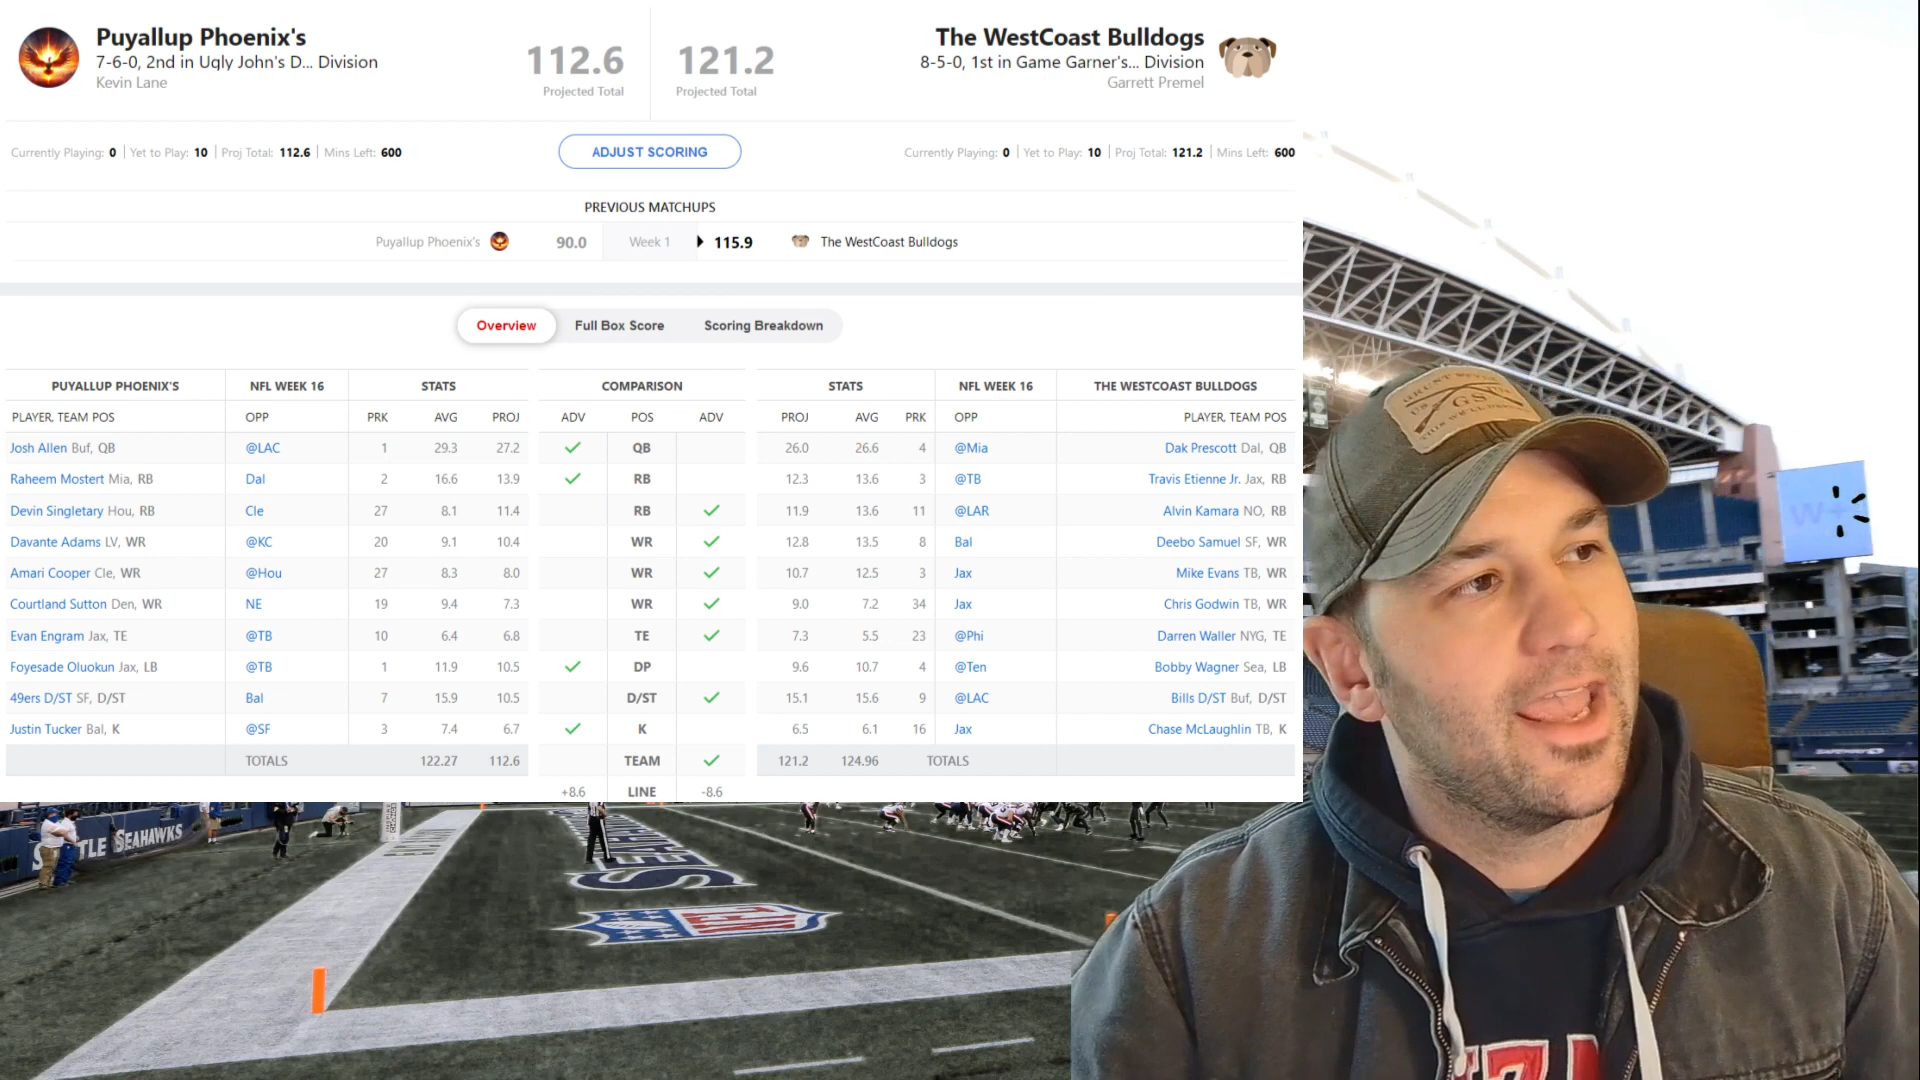 Puyallup Phoenix's
7-6-0, 2nd in Ugly John's D... Division
Kevin Lane
112.6
Projected Total
121.2
Projected Total
The WestCoast Bulldogs
8-5-0, 1st in Game Garner's... Division
Garrett Premel
Currently Playing: 0 Yet to Play: 10 Proj Total: 112.6 Mins Left: 600
ADJUST SCORING
Currently Playing: 0 Yet to Play: 10 Proj Total: 121.2 Mins Left: 600
PREVIOUS MATCHUPS
Puyallup Phoenix's 90.0 Week 1 115.9 The WestCoast Bulldogs
Overview Full Box Score Scoring Breakdown
PUYALLUP PHOENIX'S NFL WEEK 16 STATS COMPARISON STATS NFL WEEK 16 THE WESTCOAST BULLDOGS
PLAYER, TEAM POS OPP PRK AVG PROJ ADV POS ADV PROJ AVG PRK OPP PLAYER, TEAM POS
Josh Allen Buf, QB @LAC 1 29.3 27.2 QB 26.0 26.6 4 @Mia Dak Prescott Dal, QB
Raheem Mostert Mia, RB Dal 2 16.6 13.9 RB 12.3 13.6 3 @TB Travis Etienne Jr. Jax, RB
Devin Singletary Hou, RB Cle 27 8.1 11.4 RB 11.9 13.6 11 @LAR Alvin Kamara NO, RB
Davante Adams LV, WR @KC 20 9.1 10.4 WR 12.8 13.5 8 Bal Deebo Samuel SF, WR
Amari Cooper Cle, WR @Hou 27 8.3 8.0 WR 10.7 12.5 3 Jax Mike Evans TB, WR
Courtland Sutton Den, WR NE 19 9.4 7.3 WR 9.0 7.2 34 Jax Chris Godwin TB, WR
Evan Engram Jax, TE @TB 10 6.4 6.8 TE 7.3 5.5 23 @Phi Darren Waller NYG, TE
Foyesade Oluokun Jax, LB @TB 1 11.9 10.5 DP 9.6 10.7 4 @Ten Bobby Wagner Sea, LB
49ers D/ST SF, D/ST Bal 7 15.9 10.5 D/ST 15.1 15.6 9 @LAC Bills D/ST Buf, D/ST
Justin Tucker Bal, K @SF 3 7.4 6.7 K 6.5 6.1 16 Jax Chase McLaughlin TB, K
TOTALS 122.27 112.6 TEAM 121.2 124.96 TOTALS
+8.6 LINE -8.6
SEAHAWKS
NFL
GS
SAFEWAY